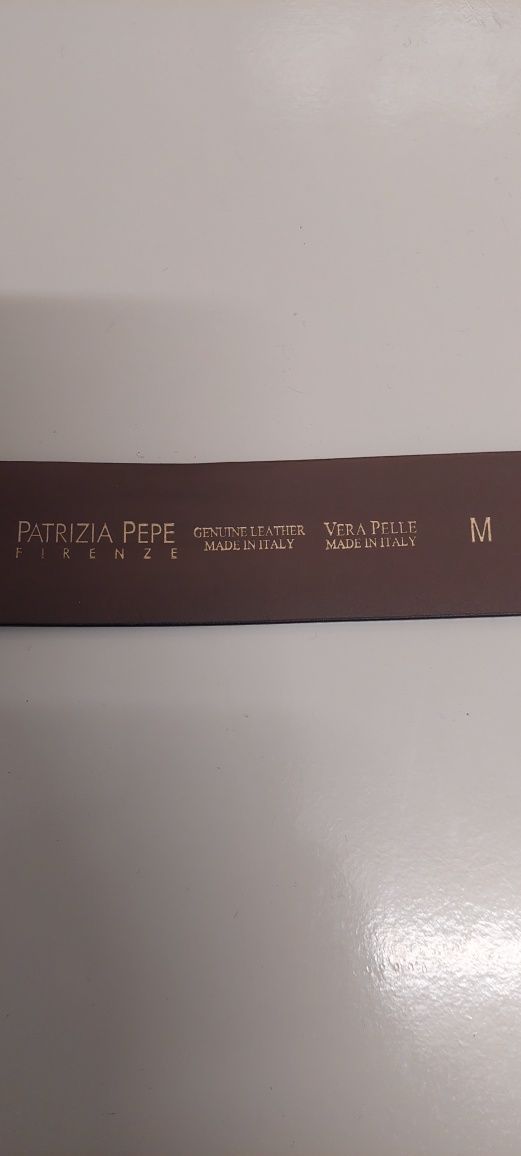 PATRIZIA PEPE
FIRENZE
GENUINE LEATHER
MADE IN ITALY
VERA PELLE
MADE IN ITALY
M